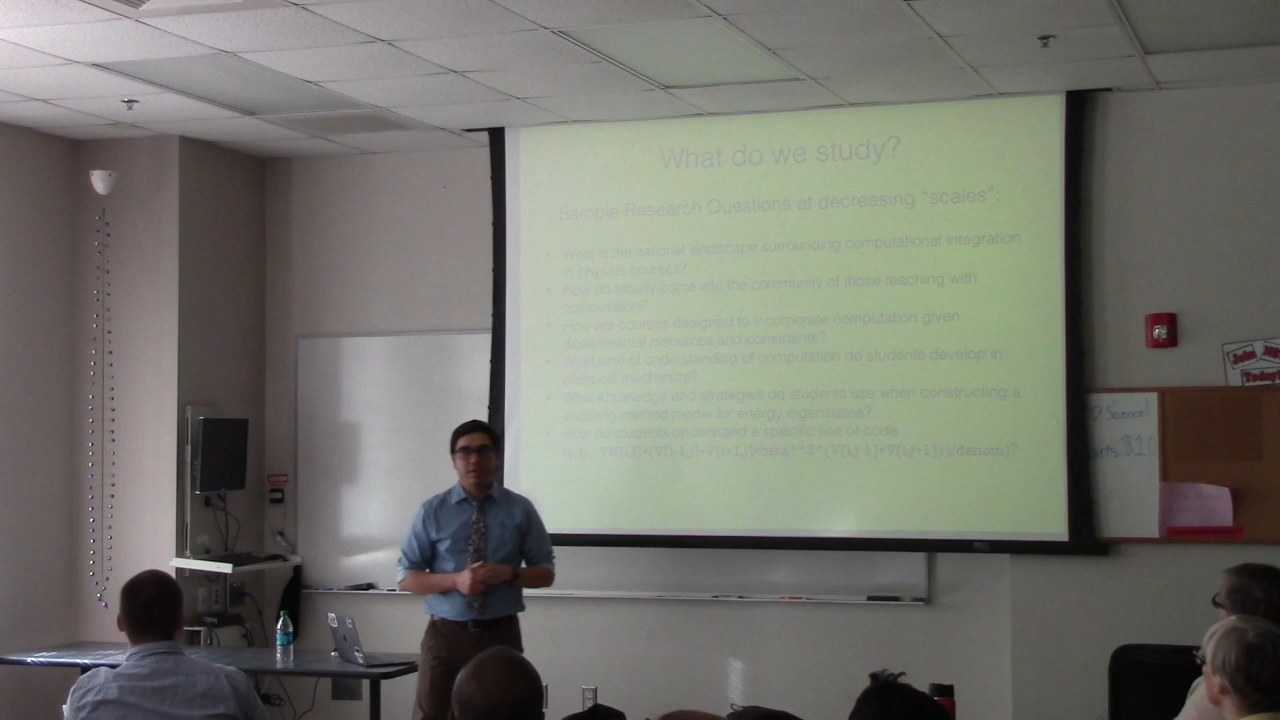 What do we study?
Sample Research Questions at decreasing "scales":
• What is the national landscape surrounding computational integration
in physics courses?
• How do faculty come into the community of those teaching with
computation?
• How are courses designed to incorporate computation given
departmental resources and constraints?
• What kind of understanding of computation do students develop in
classical mechanics?
• What knowledge and strategies do students use when constructing a
shooting method model for energy eigenstates?
• How do students understand a specific line of code
Science!
Today!